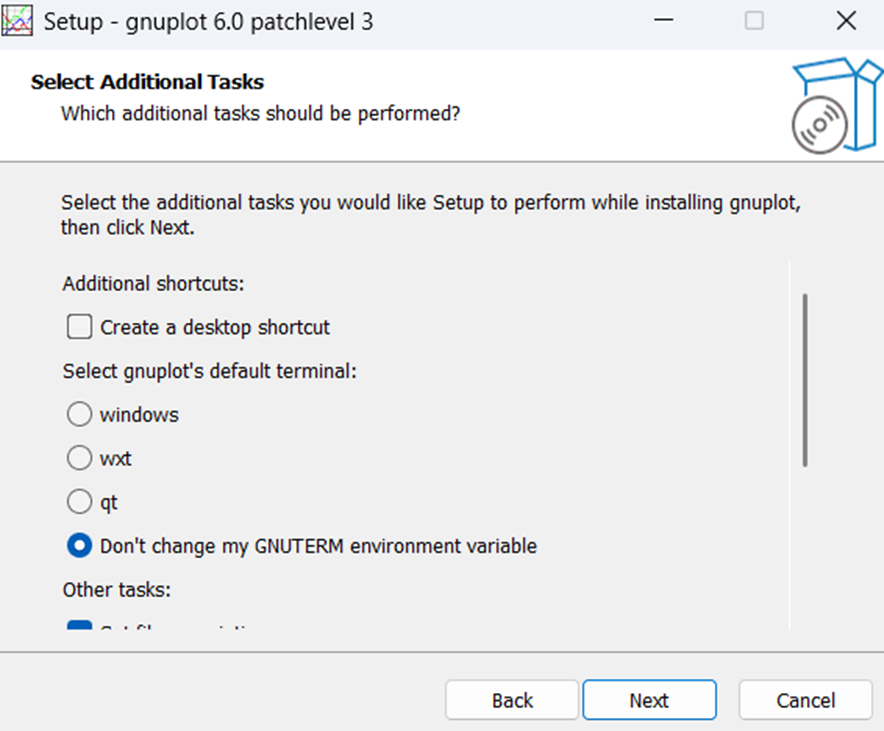 Setup - gnuplot 6.0 patchlevel 3
Select Additional Tasks
Which additional tasks should be performed?
Select the additional tasks you would like Setup to perform while installing gnuplot,
then click Next.
Additional shortcuts:
Create a desktop shortcut
Select gnuplot's default terminal:
windows
wxt
qt
Don't change my GNUTERM environment variable
Other tasks:
Back Next Cancel